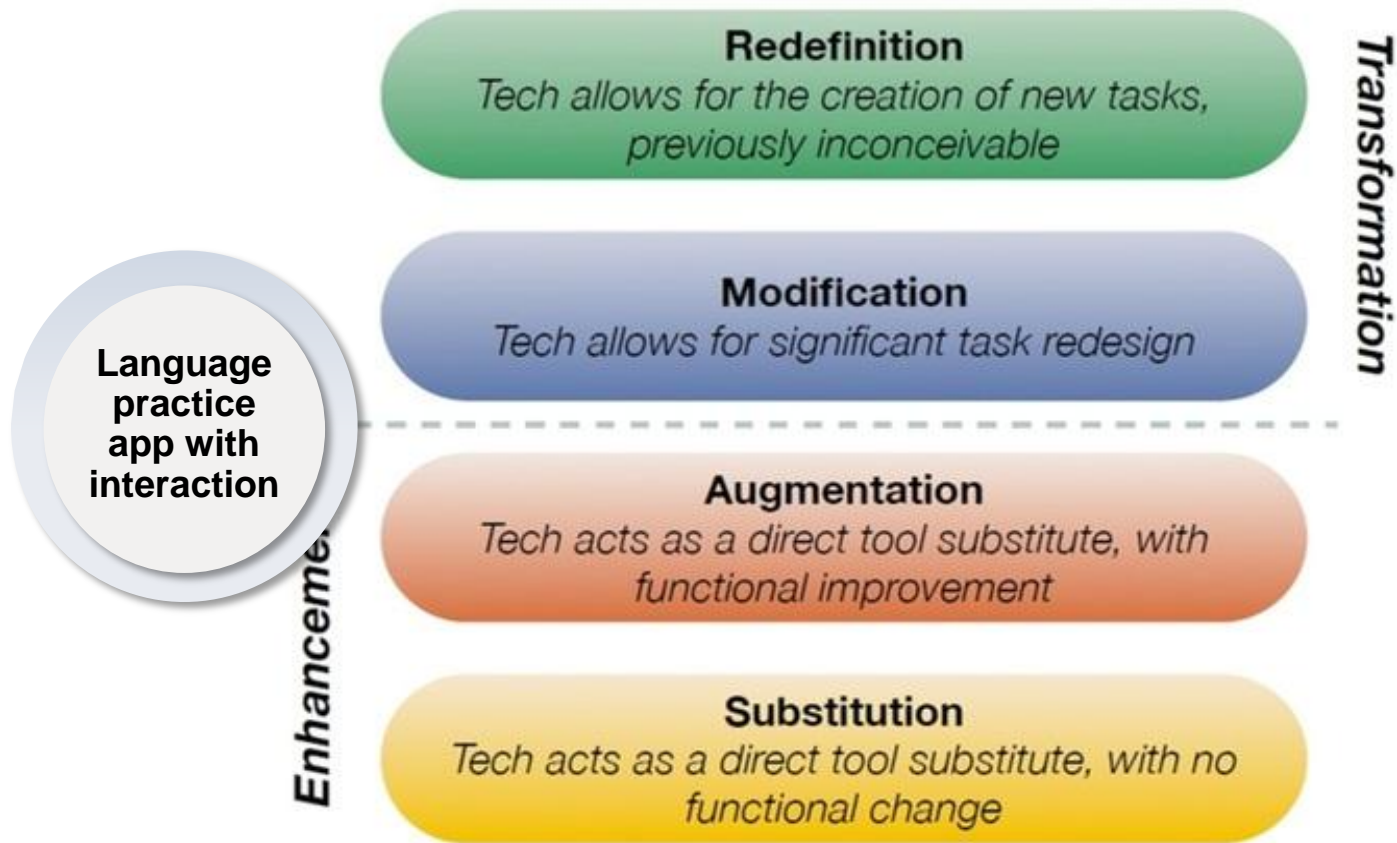 Redefinition
Tech allows for the creation of new tasks,
previously inconceivable
Transformation
Modification
Tech allows for significant task redesign
Language
practice
app with
interaction
Augmentation
Tech acts as a direct tool substitute, with
functional improvement
Substitution
Tech acts as a direct tool substitute, with no
functional change